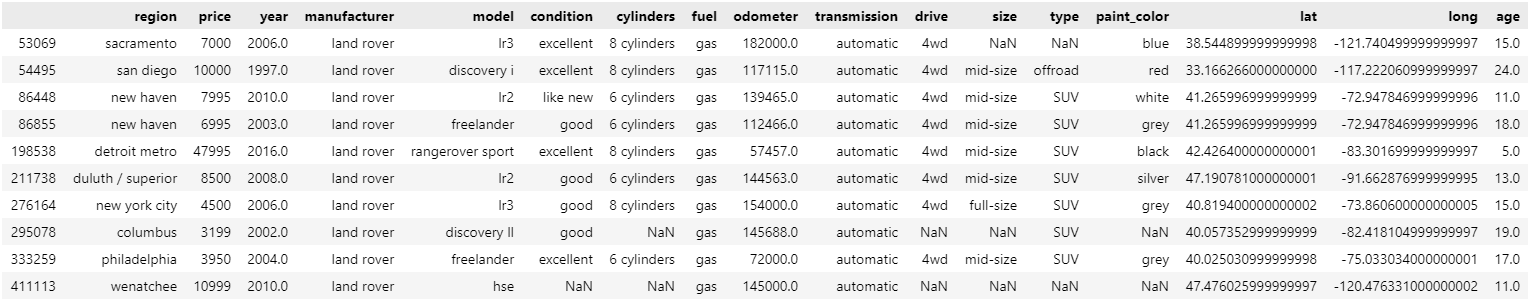 region price year manufacturer model condition cylinders fuel odometer transmission drive size type paint_color lat long age
53069 sacramento 7000 2006.0 land rover lr3 excellent 8 cylinders gas 182000.0 automatic 4wd NaN NaN blue 38.544899999999998 -121.740499999999997 15.0
54495 san diego 10000 1997.0 land rover discovery i excellent 8 cylinders gas 117115.0 automatic 4wd mid-size offroad red 33.166266000000000 -117.222060999999997 24.0
86448 new haven 7995 2010.0 land rover lr2 like new 6 cylinders gas 139465.0 automatic 4wd mid-size SUV white 41.265996999999999 -72.947846999999996 11.0
86855 new haven 6995 2003.0 land rover freelander good 6 cylinders gas 112466.0 automatic 4wd mid-size SUV grey 41.265996999999999 -72.947846999999996 18.0
198538 detroit metro 47995 2016.0 land rover rangerover sport excellent 8 cylinders gas 57457.0 automatic 4wd mid-size SUV black 42.426400000000001 -83.301699999999997 5.0
211738 duluth / superior 8500 2008.0 land rover lr2 good 6 cylinders gas 144563.0 automatic 4wd mid-size SUV silver 47.190781000000001 -91.662876999999995 13.0
276164 new york city 4500 2006.0 land rover lr3 good 8 cylinders gas 154000.0 automatic 4wd full-size SUV grey 40.819400000000002 -73.860600000000005 15.0
295078 columbus 3199 2002.0 land rover discovery ll good NaN gas 145688.0 automatic NaN NaN SUV NaN 40.057352999999999 -82.418104999999997 19.0
333259 philadelphia 3950 2004.0 land rover freelander excellent 6 cylinders gas 72000.0 automatic 4wd mid-size SUV grey 40.025030999999998 -75.033034000000001 17.0
411113 wenatchee 10999 2010.0 land rover hse NaN NaN gas 145000.0 automatic NaN NaN NaN NaN 47.476025999999997 -120.476331000000002 11.0